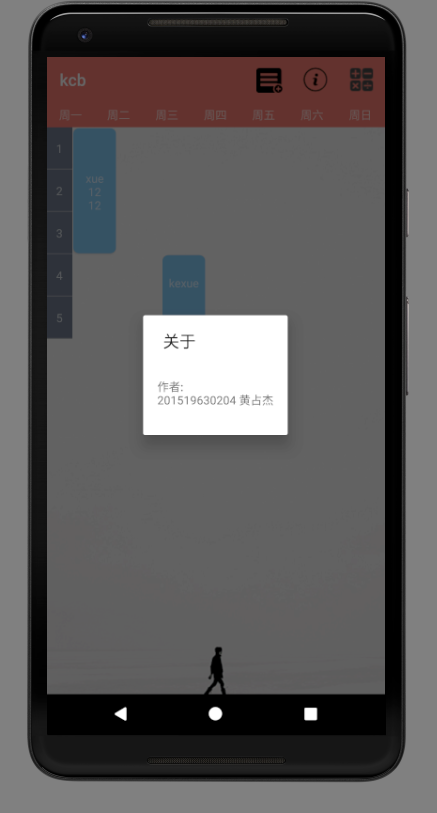 kcb
周一 周二 周三 周四 周五 周六 周日
1
xue
2
12
12
3
4
kexue
5
关于
作者:
201519630204 黄占杰